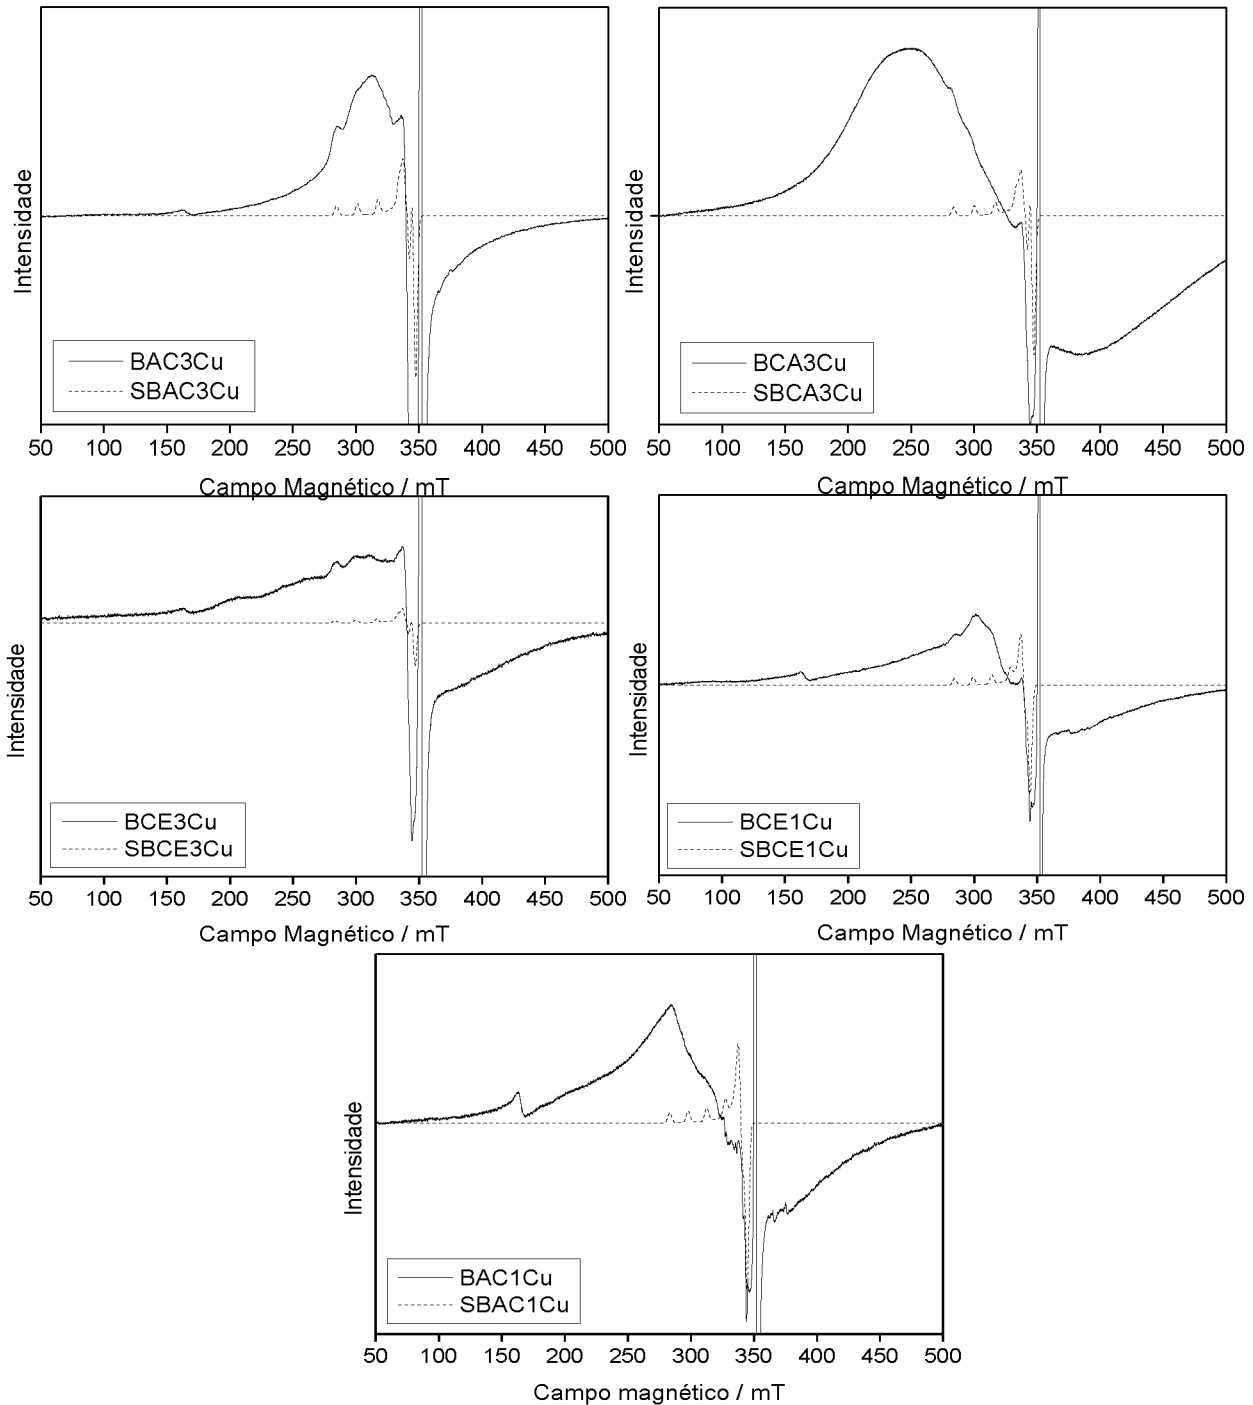 Intensidade
BAC3Cu
SBAC3Cu
50 100 150 200 250 300 350 400 450 500
Campo Magnético / mT
Intensidade
BCA3Cu
SBCA3Cu
50 100 150 200 250 300 350 400 450 500
Campo Magnético / mT
Intensidade
BCE3Cu
SBCE3Cu
50 100 150 200 250 300 350 400 450 500
Campo Magnético / mT
Intensidade
BCE1Cu
SBCE1Cu
50 100 150 200 250 300 350 400 450 500
Campo Magnético / mT
Intensidade
BAC1Cu
SBAC1Cu
50 100 150 200 250 300 350 400 450 500
Campo magnético / mT